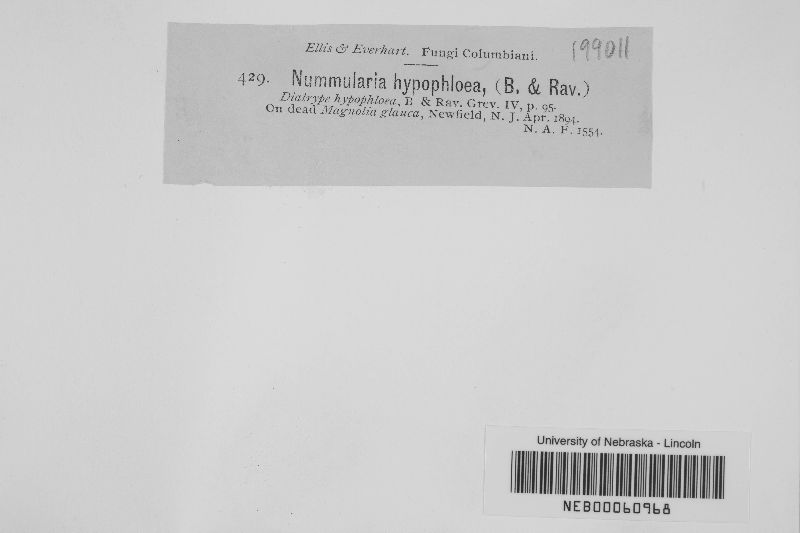 Ellis & Everhart. Fungi Columbiani.
199011
429. Nummularia hypophloea, (B. & Rav.)
Diatrype hypophloea, B & Rav. Grev. IV, p. 95.
On dead Magnolia glauca, Newfield, N. J. Apr. 1894.
N. A. F. 1554.
University of Nebraska - Lincoln
NEB00060968